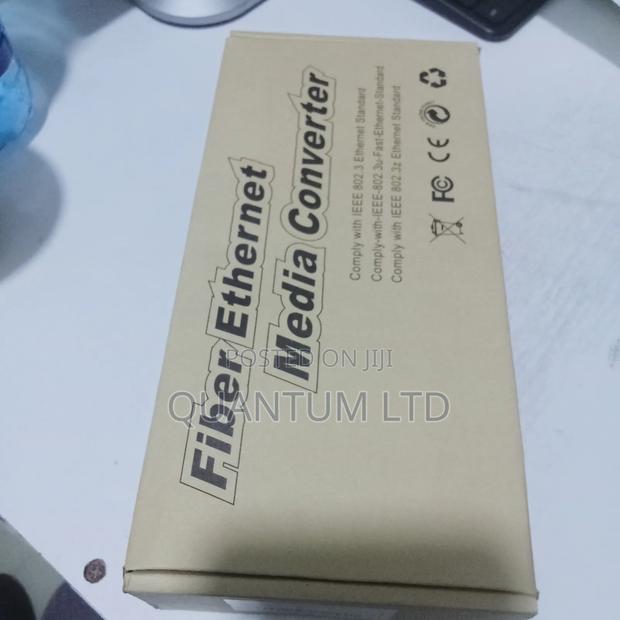 Fiber Ethernet
Media Converter
Comply with IEEE 802.3 Ethernet Standard
Comply-with-IEEE-802.3u-Fast-Ethernet-Standard
Comply with IEEE 802.3z Ethernet Standard
FC CE
POSTED ON JIJI
QUANTUM LTD